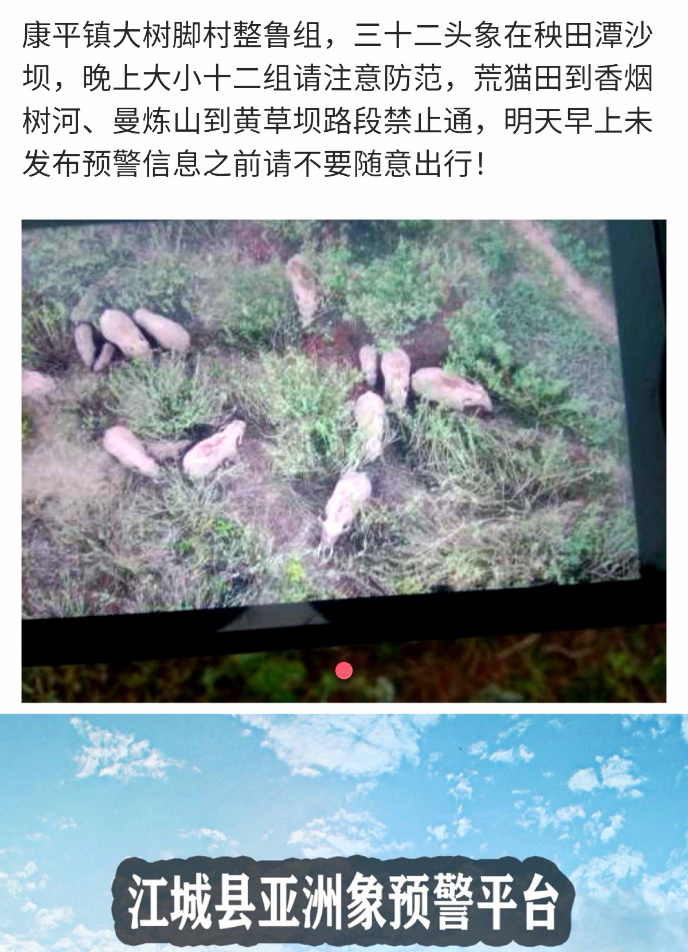 康平镇大树脚村整鲁组，三十二头象在秧田潭沙
坝，晚上大小十二组请注意防范，荒猫田到香烟
树河、曼炼山到黄草坝路段禁止通，明天早上未
发布预警信息之前请不要随意出行！
江城县亚洲象预警平台